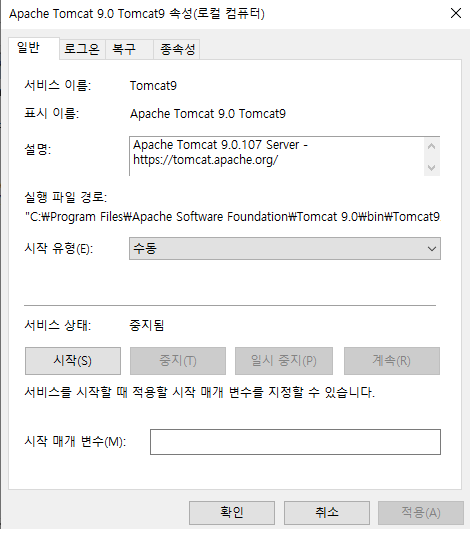 Apache Tomcat 9.0 Tomcat9 속성(로컬 컴퓨터)
일반 로그온 복구 종속성
서비스 이름: Tomcat9
표시 이름: Apache Tomcat 9.0 Tomcat9
설명: Apache Tomcat 9.0.107 Server -
https://tomcat.apache.org/
실행 파일 경로:
"C:₩Program Files₩Apache Software Foundation₩Tomcat 9.0₩bin₩Tomcat9
시작 유형(E): 수동
서비스 상태: 중지됨
시작(S) 중지(T) 일시 중지(P) 계속(R)
서비스를 시작할 때 적용할 시작 매개 변수를 지정할 수 있습니다.
시작 매개 변수(M):
확인 취소 적용(A)